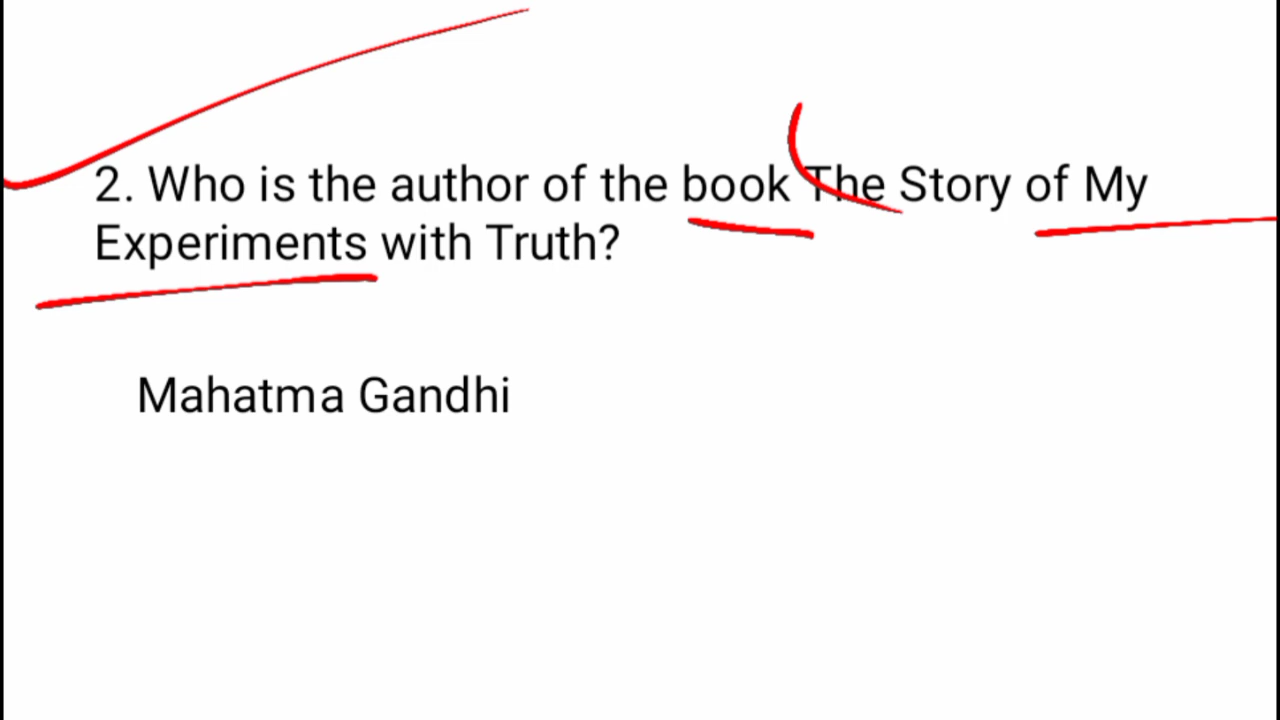 2. Who is the author of the book The Story of My
Experiments with Truth?
Mahatma Gandhi